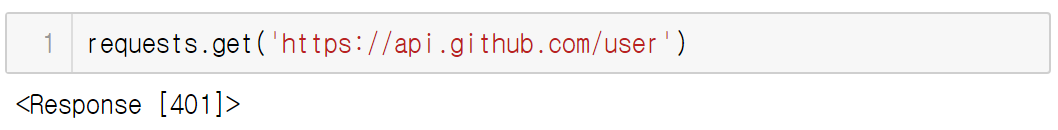 1 requests.get('https://api.github.com/user')
<Response [401]>